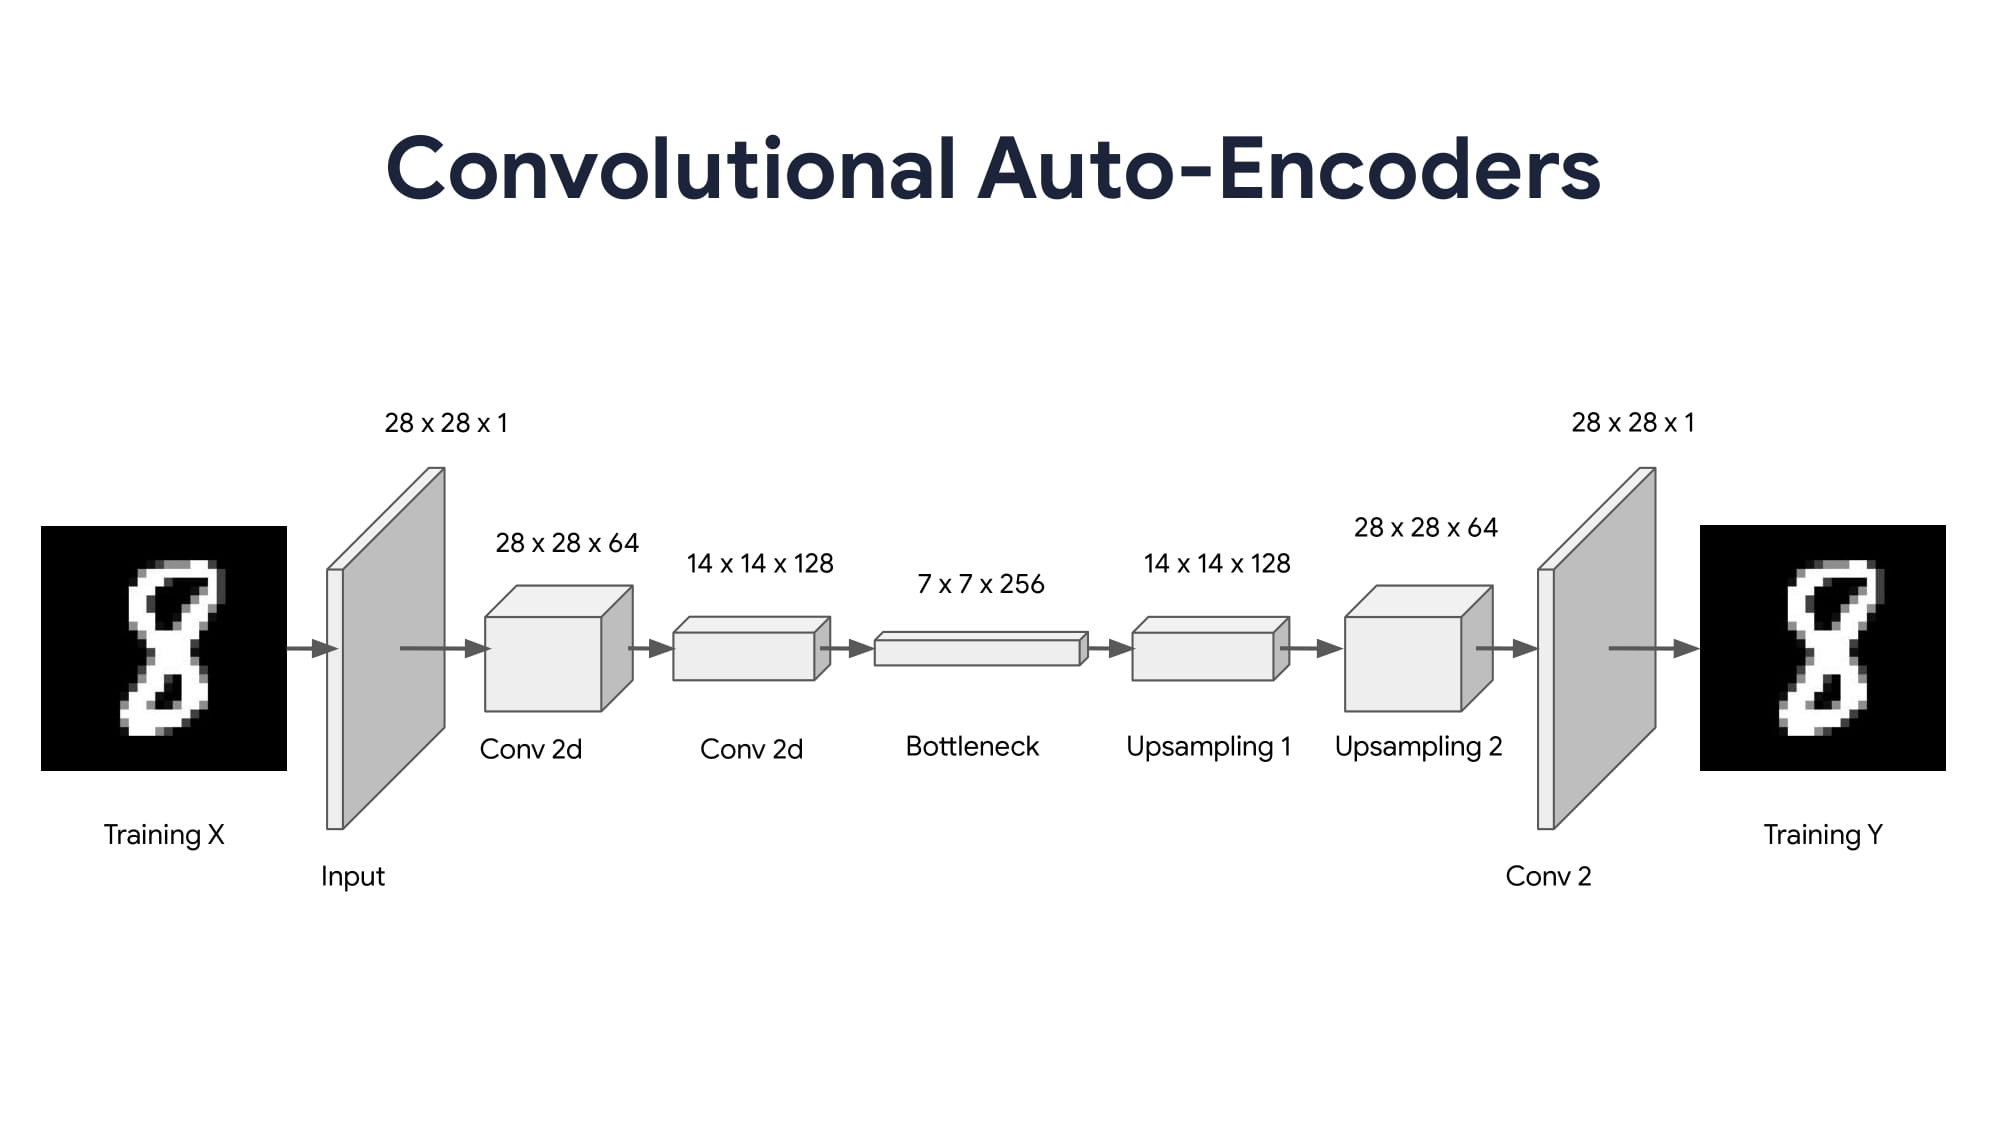 Convolutional Auto-Encoders
28 x 28 x 1
28 x 28 x 64
14 x 14 x 128
7 x 7 x 256
14 x 14 x 128
28 x 28 x 64
28 x 28 x 1
Training X
Input
Conv 2d
Conv 2d
Bottleneck
Upsampling 1
Upsampling 2
Conv 2
Training Y
8
8